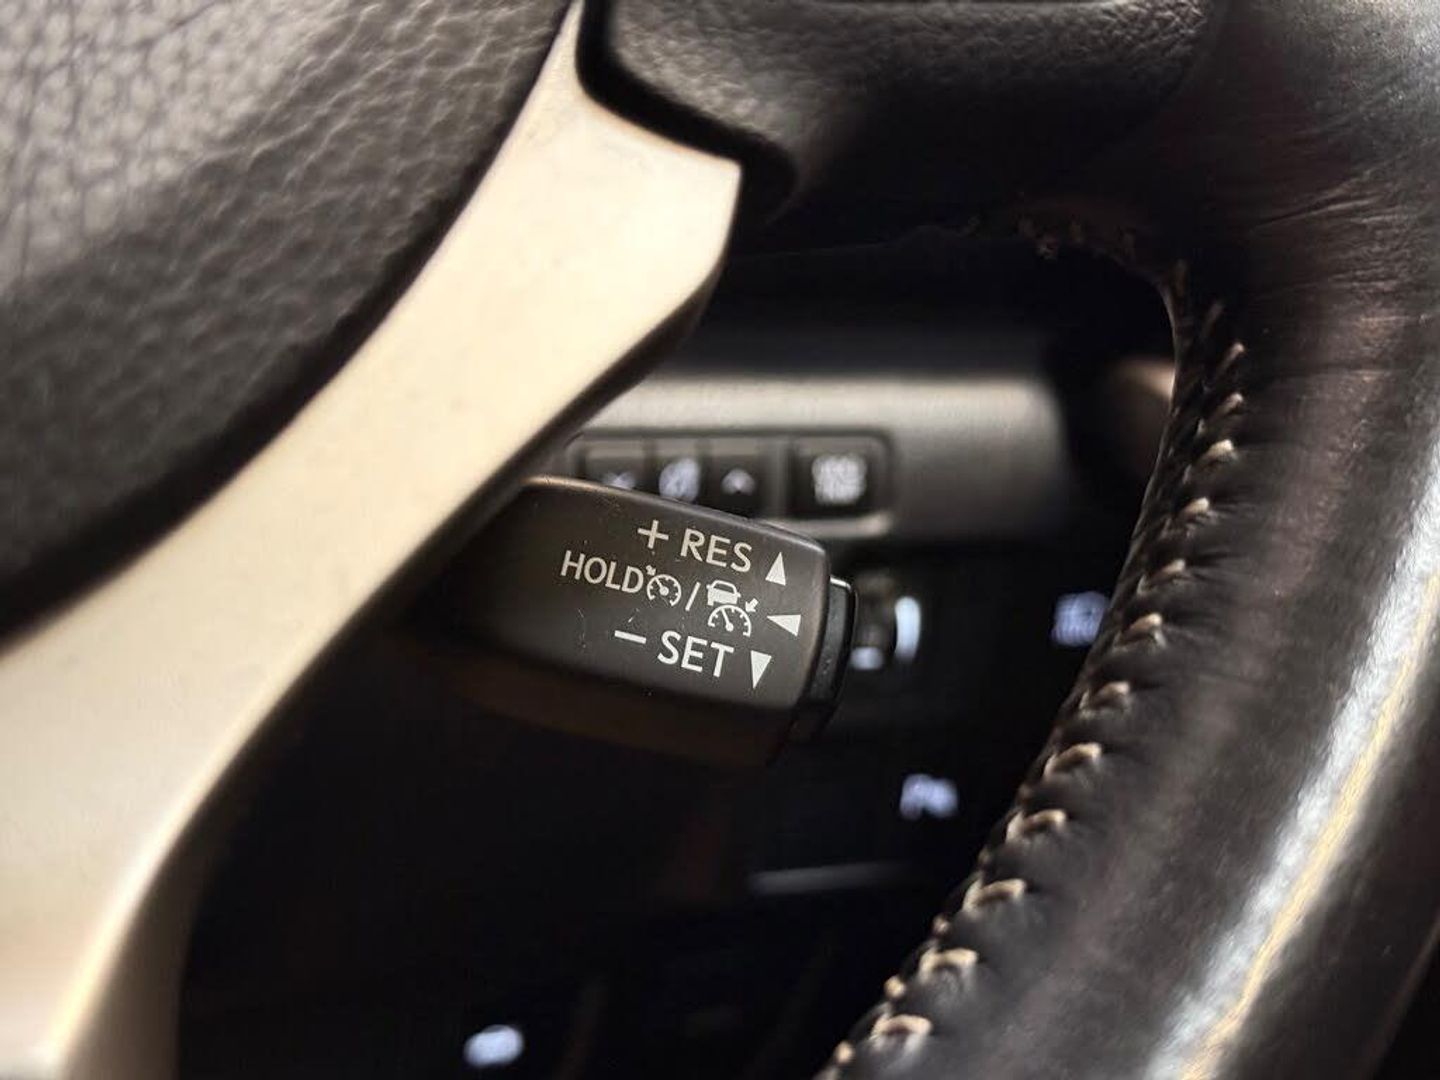 + RES ▲
HOLD / ◀
− SET ▼